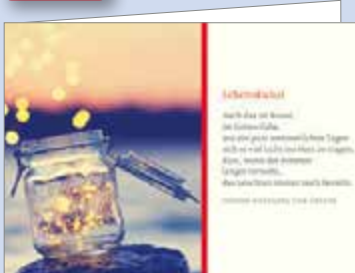 Lebenskunst
Auch das ist Kunst,
ist Gottes Gabe,
aus ein paar sonnenhellen Tagen
sich so viel Licht ins Herz zu tragen,
dass, wenn der Sommer
längst verweht,
das Leuchten immer noch besteht.
JOHANN WOLFGANG VON GOETHE